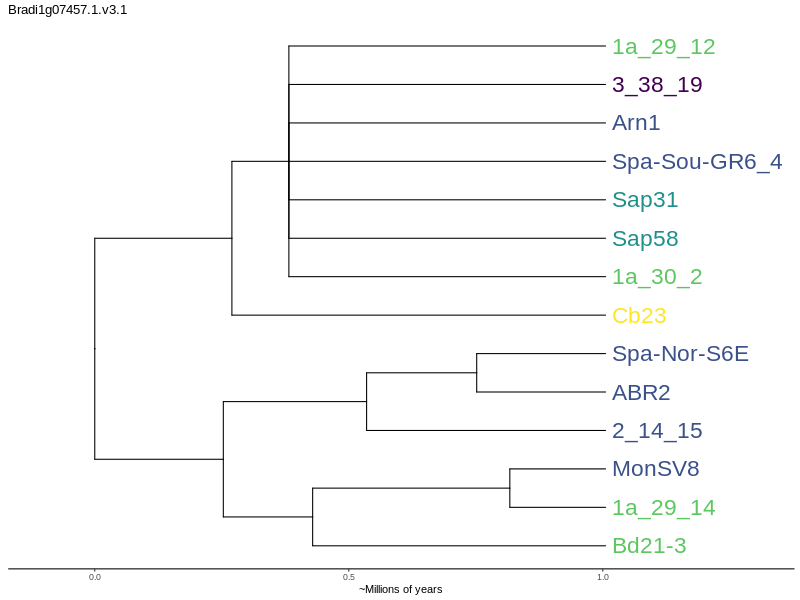 Bradi1g07457.1.v3.1
1a_29_12
3_38_19
Arn1
Spa-Sou-GR6_4
Sap31
Sap58
1a_30_2
Cb23
Spa-Nor-S6E
ABR2
2_14_15
MonSV8
1a_29_14
Bd21-3
0.0 0.5 1.0
~Millions of years